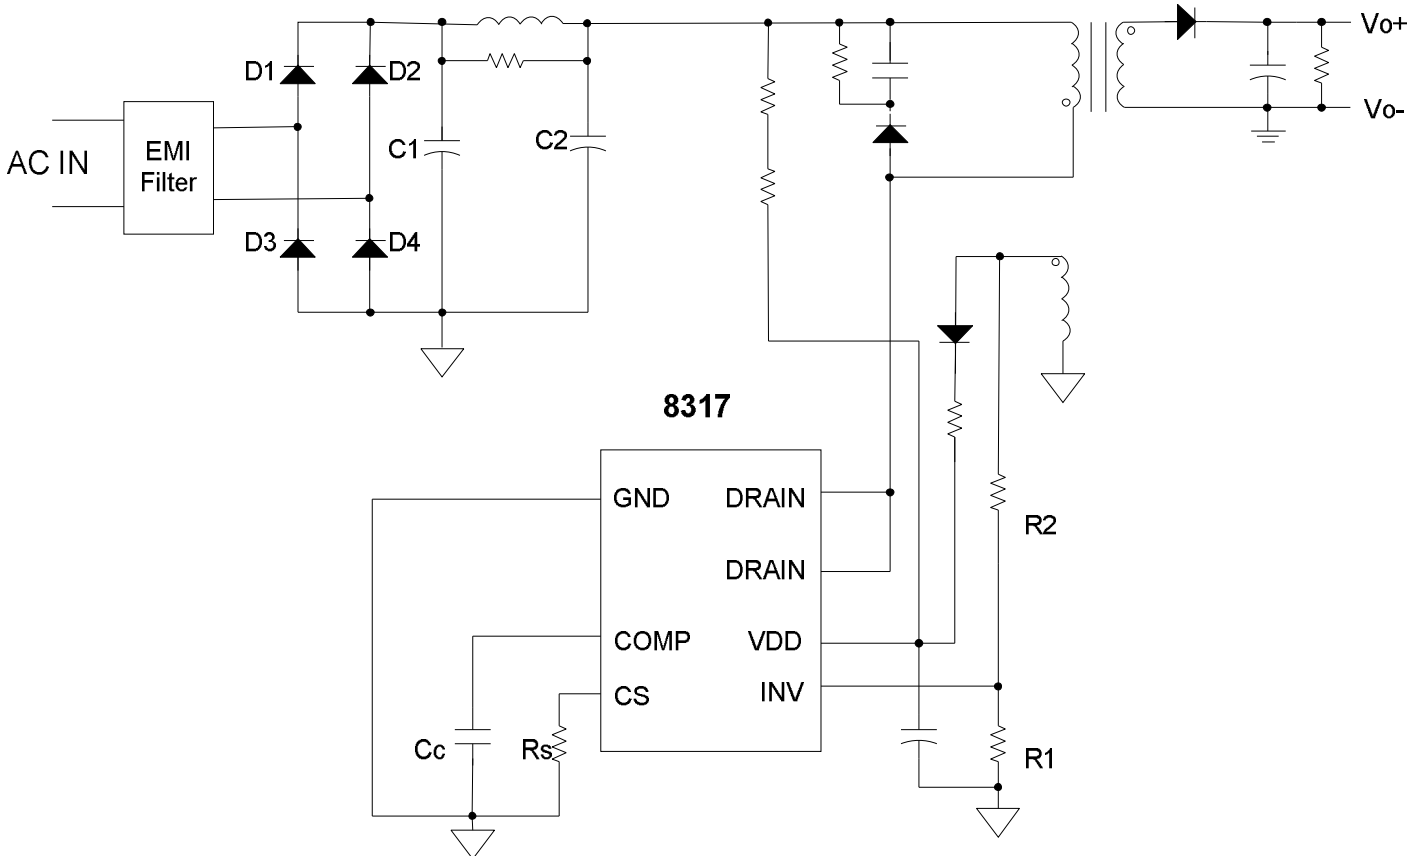 Vo+
D1
D2
Vo-
EMI
Filter
AC IN
C1
C2
D3
D4
8317
GND
DRAIN
R2
DRAIN
COMP
VDD
CS
INV
Cc
Rs
R1